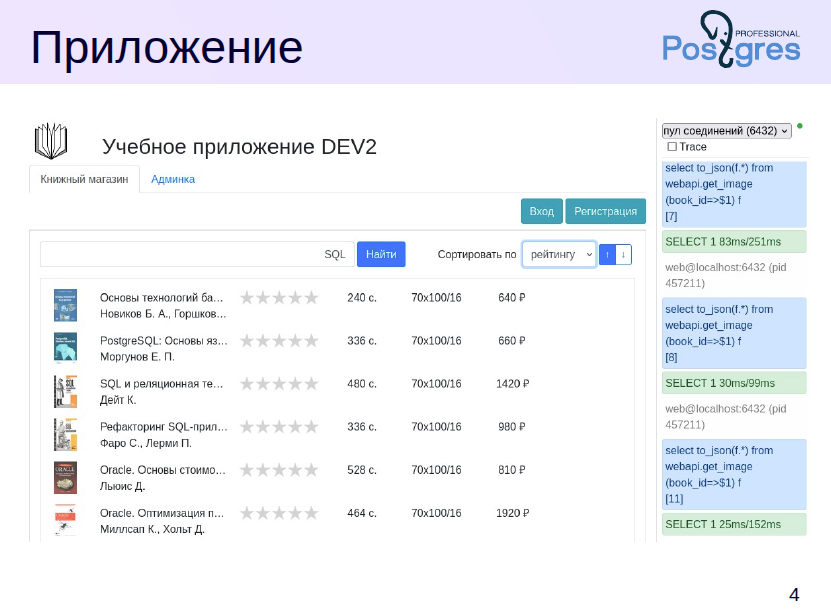 Приложение
PROFESSIONAL
Postgres
Учебное приложение DEV2
Книжный магазин Админка
Вход Регистрация
SQL Найти Сортировать по рейтингу ↑ ↓
Основы технологий ба… 240 с. 70x100/16 640 ₽
Новиков Б. А., Горшков…
PostgreSQL: Основы яз… 336 с. 70x100/16 660 ₽
Моргунов Е. П.
SQL и реляционная те… 480 с. 70x100/16 1420 ₽
Дейт К.
Рефакторинг SQL-прил… 336 с. 70x100/16 980 ₽
Фаро С., Лерми П.
Oracle. Основы стоимо… 528 с. 70x100/16 810 ₽
Льюис Д.
Oracle. Оптимизация п… 464 с. 70x100/16 1920 ₽
Миллсап К., Хольт Д.
пул соединений (6432)
Trace
select to_json(f.*) from
webapi.get_image
(book_id=>$1) f
[7]
SELECT 1 83ms/251ms
web@localhost:6432 (pid
457211)
select to_json(f.*) from
webapi.get_image
(book_id=>$1) f
[8]
SELECT 1 30ms/99ms
web@localhost:6432 (pid
457211)
select to_json(f.*) from
webapi.get_image
(book_id=>$1) f
[11]
SELECT 1 25ms/152ms
4